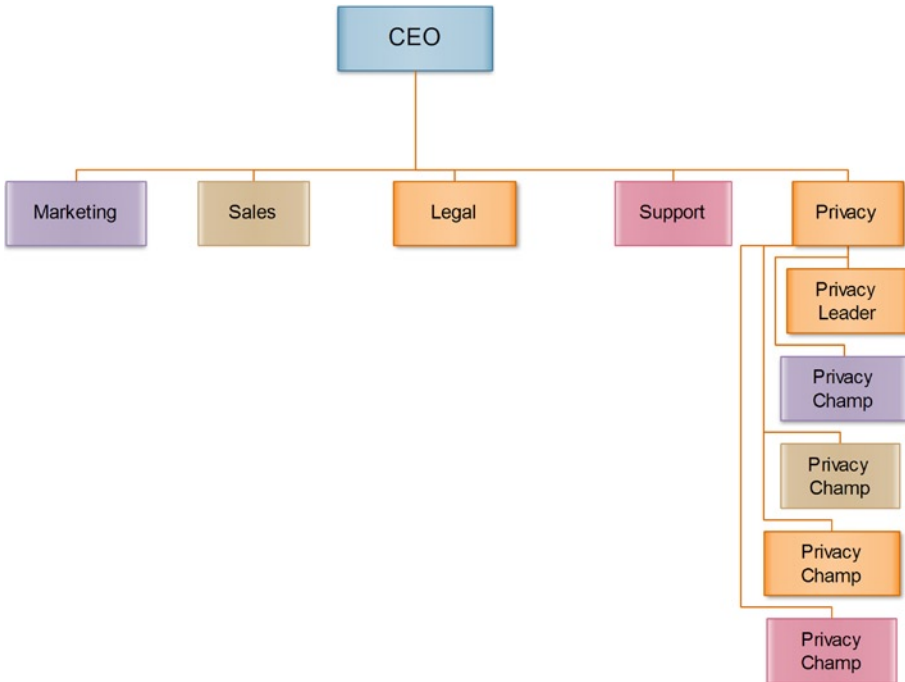 CEO
Marketing
Sales
Legal
Support
Privacy
Privacy
Leader
Privacy
Champ
Privacy
Champ
Privacy
Champ
Privacy
Champ